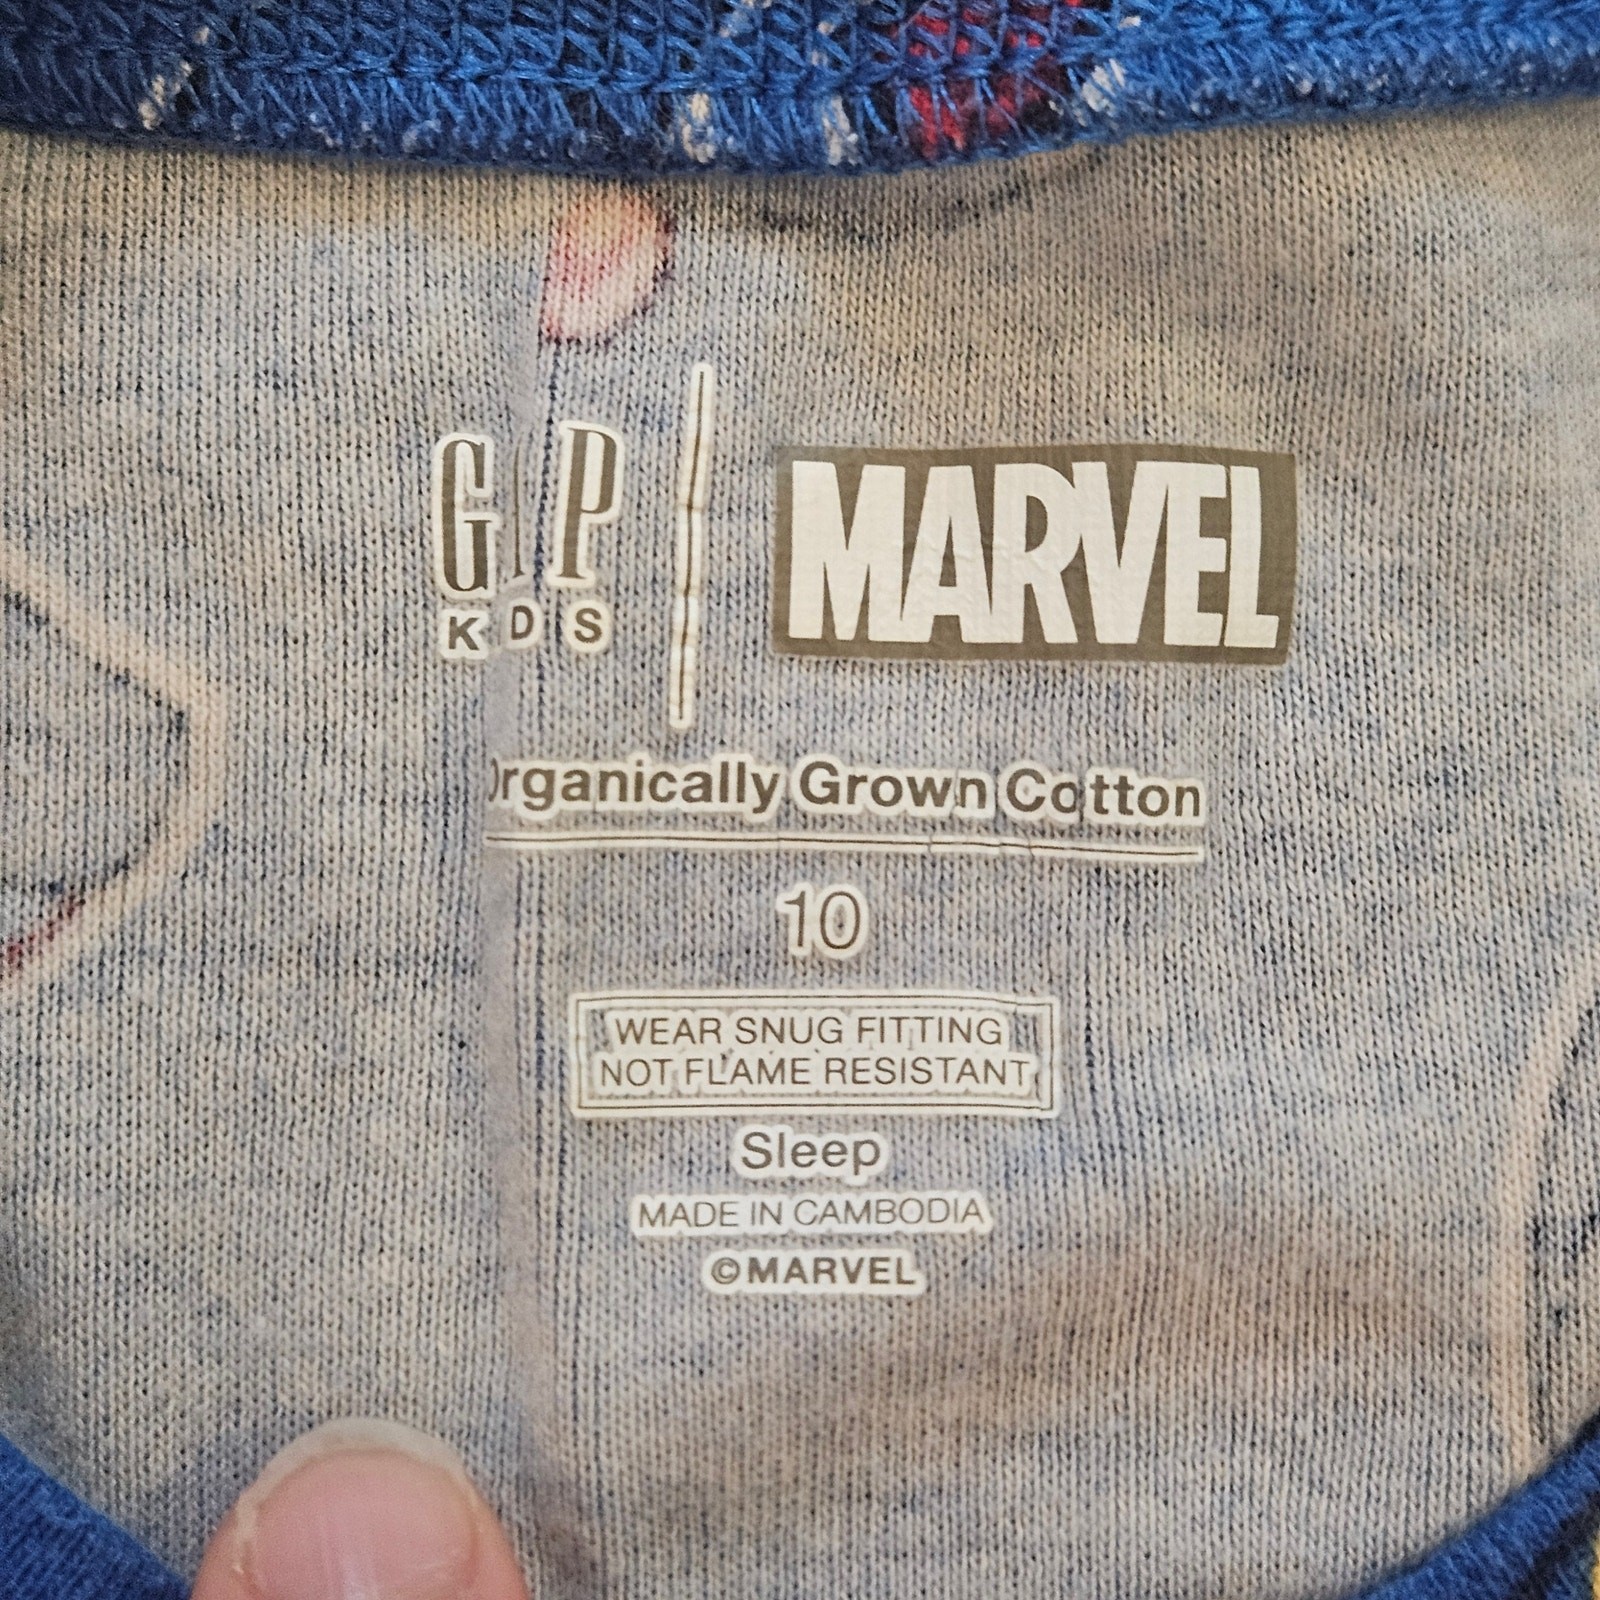 GAP | MARVEL
KIDS
Organically Grown Cotton
10
WEAR SNUG FITTING
NOT FLAME RESISTANT
Sleep
MADE IN CAMBODIA
©MARVEL